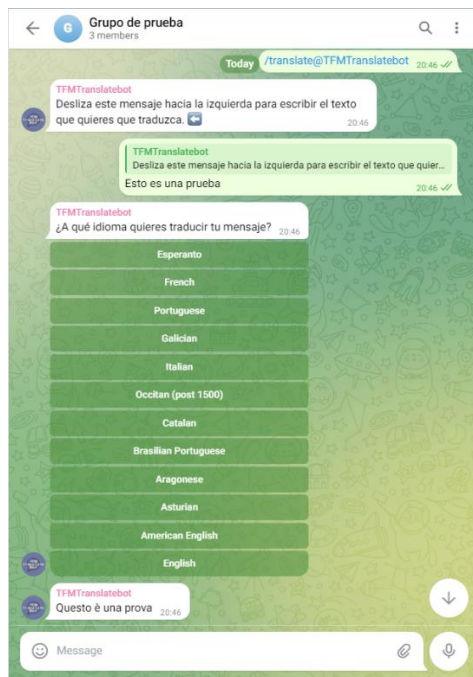 G
Grupo de prueba
3 members
Today
/translate@TFMTranslatebot 20:46
TFMTranslatebot
Desliza este mensaje hacia la izquierda para escribir el texto
que quieres que traduzca. ⬅️
20:46
TFMTranslatebot
Desliza este mensaje hacia la izquierda para escribir el texto que quier...
Esto es una prueba
20:46
TFMTranslatebot
¿A qué idioma quieres traducir tu mensaje? 20:46
Esperanto
French
Portuguese
Galician
Italian
Occitan (post 1500)
Catalan
Brasilian Portuguese
Aragonese
Asturian
American English
English
TFMTranslatebot
Questo è una prova 20:46
Message